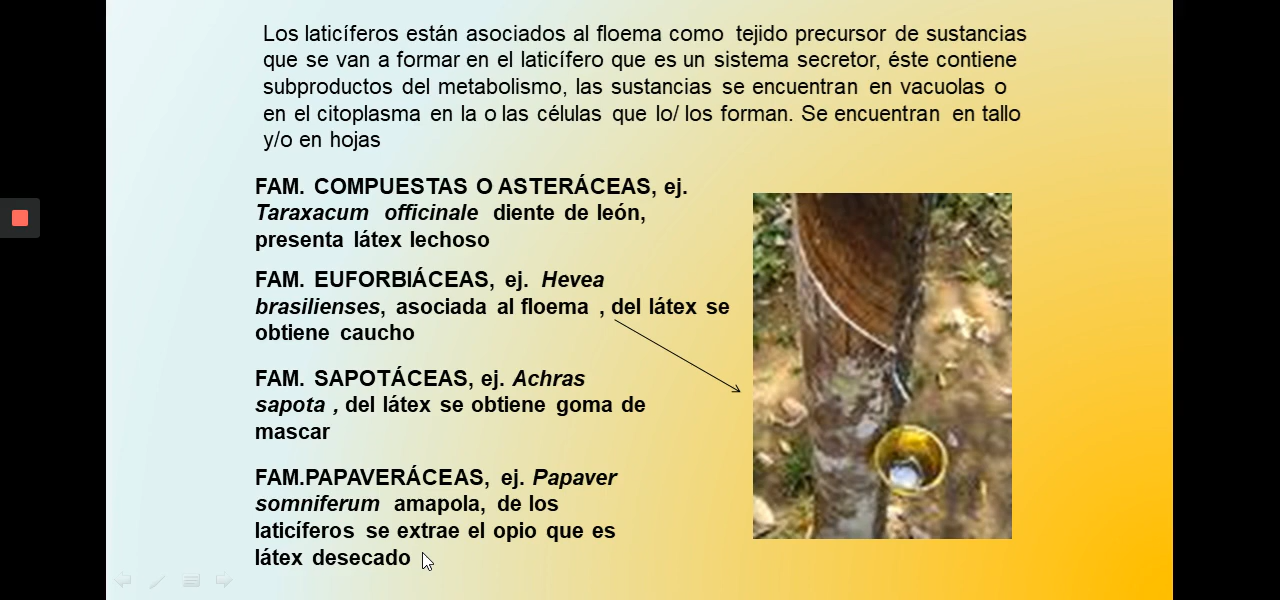 Los laticíferos están asociados al floema como tejido precursor de sustancias
que se van a formar en el laticífero que es un sistema secretor, éste contiene
subproductos del metabolismo, las sustancias se encuentran en vacuolas o
en el citoplasma en la o las células que lo/ los forman. Se encuentran en tallo
y/o en hojas
FAM. COMPUESTAS O ASTERÁCEAS, ej.
Taraxacum officinale diente de león,
presenta látex lechoso
FAM. EUFORBIÁCEAS, ej. Hevea
brasilienses, asociada al floema , del látex se
obtiene caucho
FAM. SAPOTÁCEAS, ej. Achras
sapota , del látex se obtiene goma de
mascar
FAM.PAPAVERÁCEAS, ej. Papaver
somniferum amapola, de los
laticíferos se extrae el opio que es
látex desecado